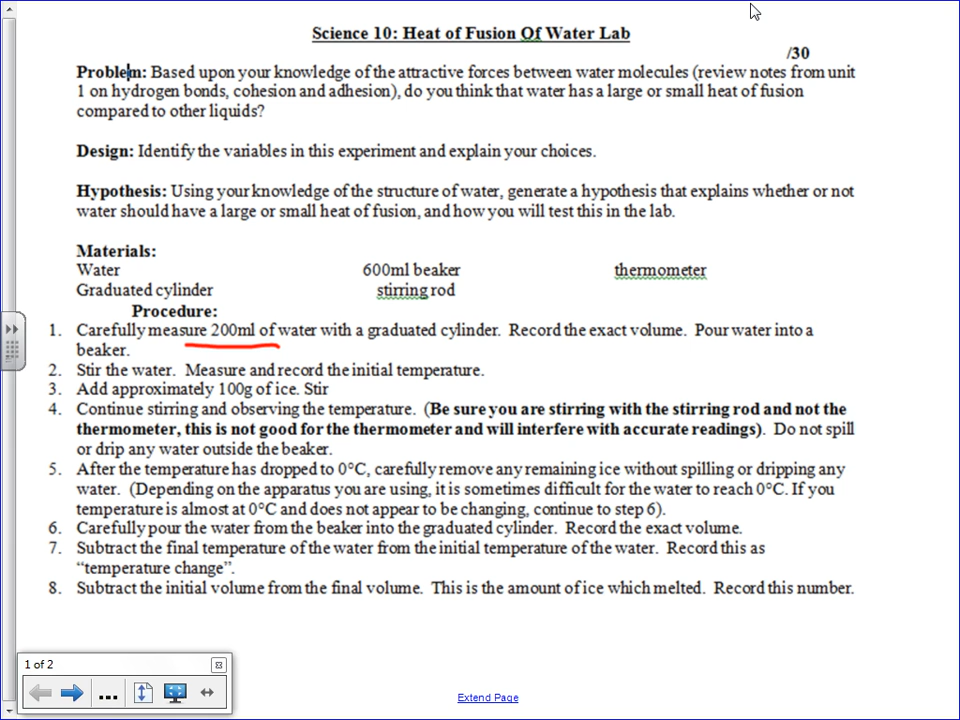 Science 10: Heat of Fusion Of Water Lab
/30
Problem: Based upon your knowledge of the attractive forces between water molecules (review notes from unit
1 on hydrogen bonds, cohesion and adhesion), do you think that water has a large or small heat of fusion
compared to other liquids?
Design: Identify the variables in this experiment and explain your choices.
Hypothesis: Using your knowledge of the structure of water, generate a hypothesis that explains whether or not
water should have a large or small heat of fusion, and how you will test this in the lab.
Materials:
Water 600ml beaker thermometer
Graduated cylinder stirring rod
Procedure:
1. Carefully measure 200ml of water with a graduated cylinder. Record the exact volume. Pour water into a
beaker.
2. Stir the water. Measure and record the initial temperature.
3. Add approximately 100g of ice. Stir
4. Continue stirring and observing the temperature. (Be sure you are stirring with the stirring rod and not the
thermometer, this is not good for the thermometer and will interfere with accurate readings). Do not spill
or drip any water outside the beaker.
5. After the temperature has dropped to 0°C, carefully remove any remaining ice without spilling or dripping any
water. (Depending on the apparatus you are using, it is sometimes difficult for the water to reach 0°C. If you
temperature is almost at 0°C and does not appear to be changing, continue to step 6).
6. Carefully pour the water from the beaker into the graduated cylinder. Record the exact volume.
7. Subtract the final temperature of the water from the initial temperature of the water. Record this as
“temperature change”.
8. Subtract the initial volume from the final volume. This is the amount of ice which melted. Record this number.
1 of 2
...
Extend Page